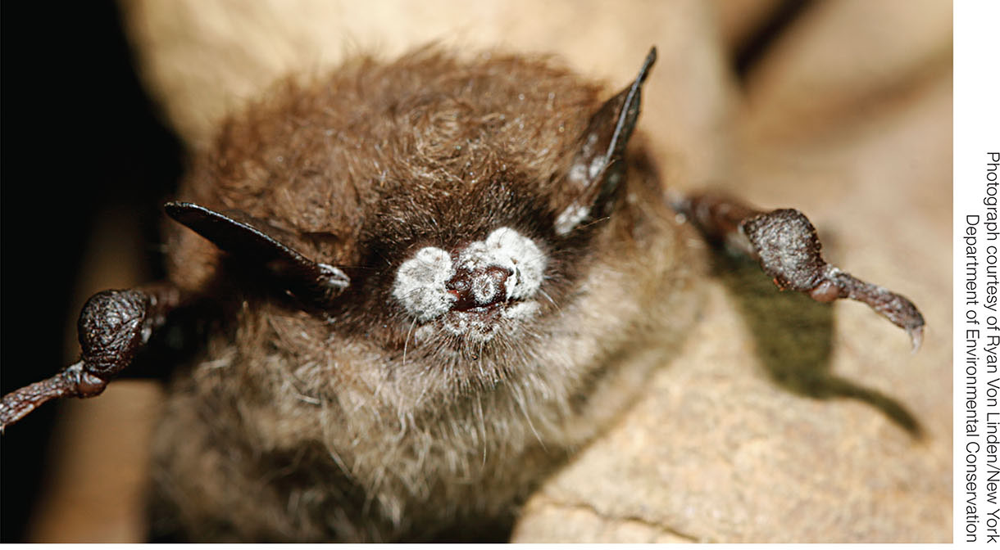 Photograph courtesy of Ryan Von Linden/New York
Department of Environmental Conservation